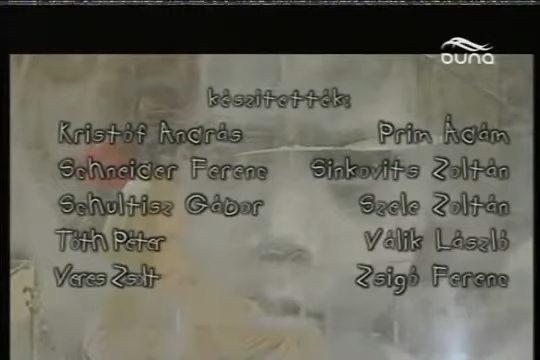 duna
készítették:
Kristóf András
Prim Ádám
Schneider Ferenc
Sinkovits Zoltán
Schultisz Gábor
Szele Zoltán
Tóth Péter
Válik László
Veres Zsolt
Zsigó Ferenc